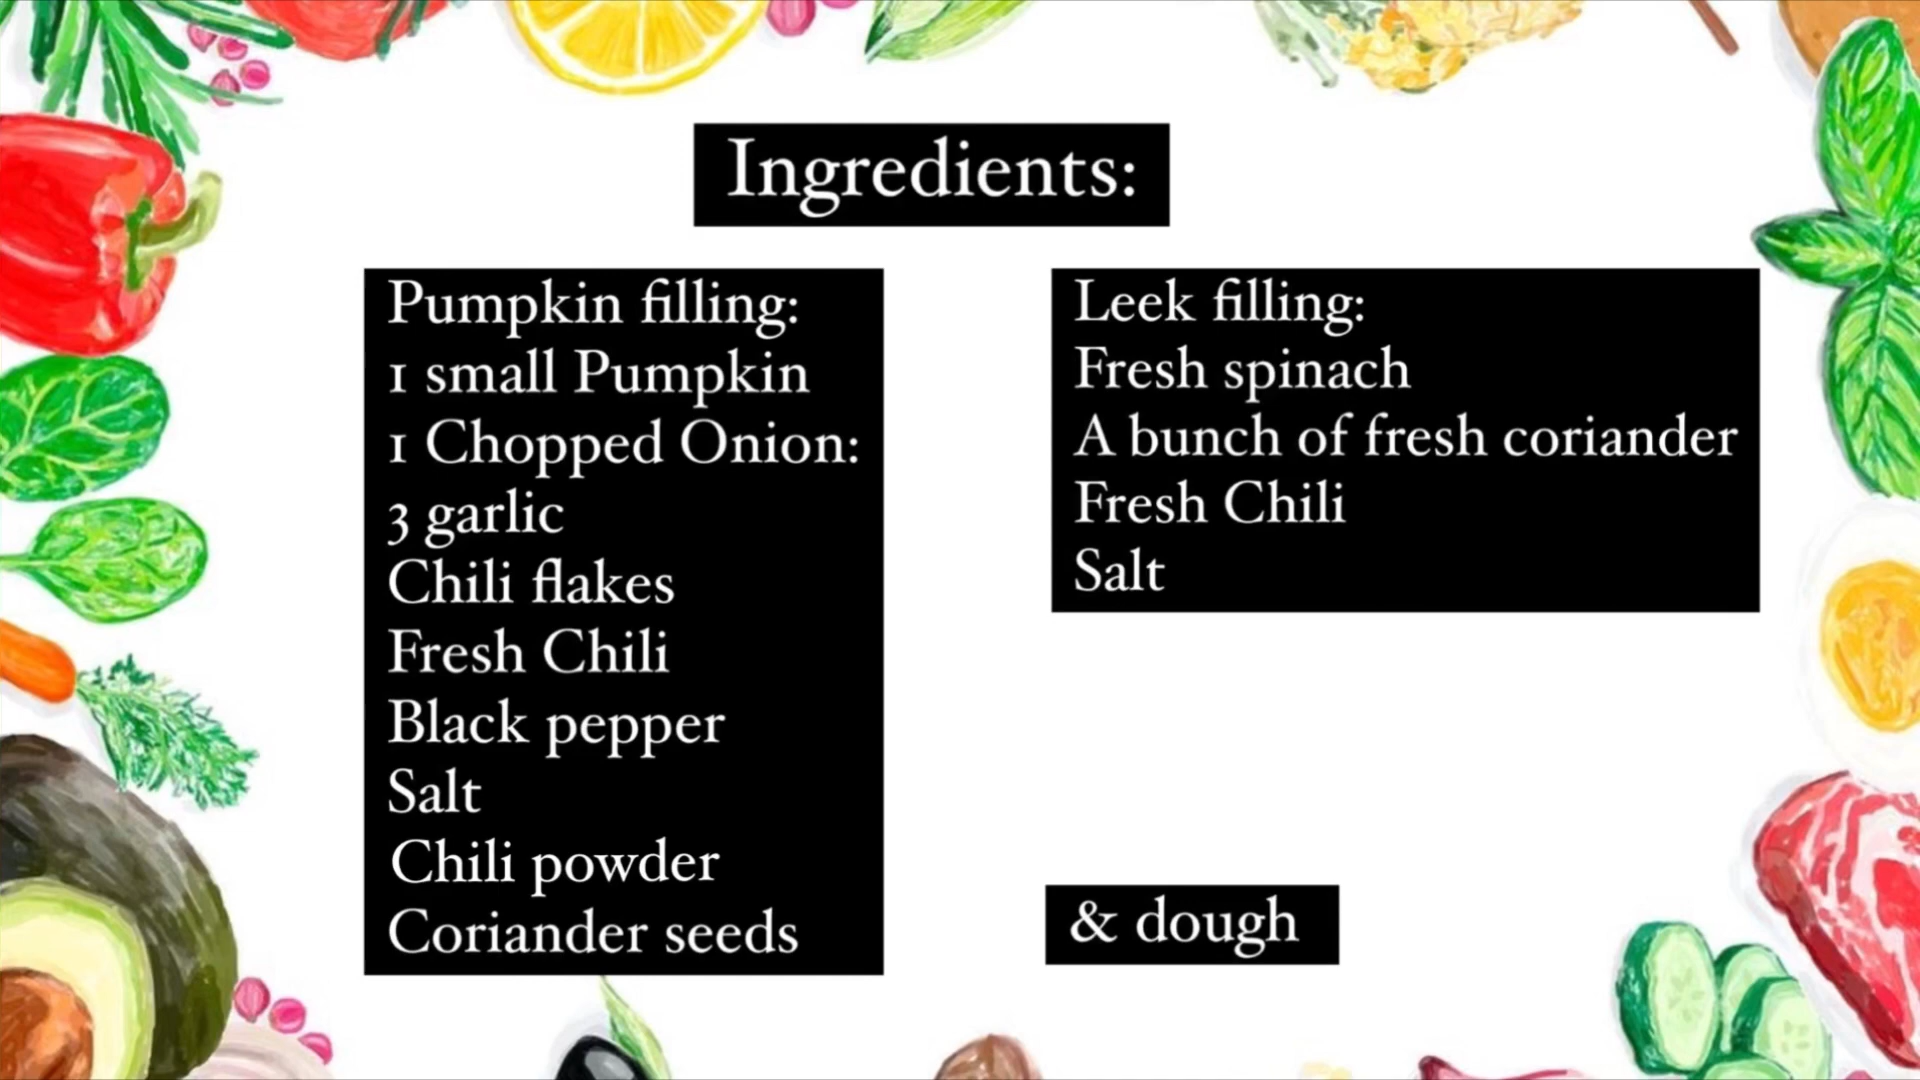 Ingredients:
Pumpkin filling:
1 small Pumpkin
1 Chopped Onion:
3 garlic
Chili flakes
Fresh Chili
Black pepper
Salt
Chili powder
Coriander seeds
Leek filling:
Fresh spinach
A bunch of fresh coriander
Fresh Chili
Salt
& dough